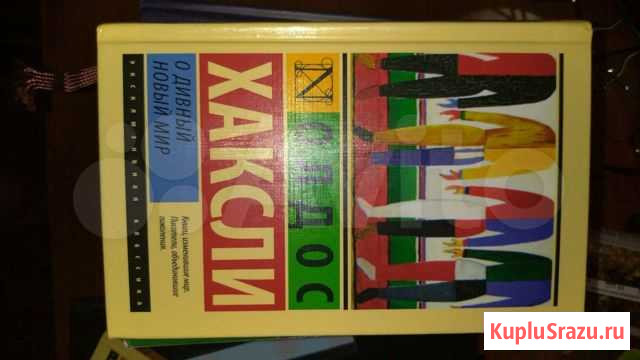 N
ОЛДОС
ХАКСЛИ
О ДИВНЫЙ
НОВЫЙ МИР
Книги, изменившие мир.
Писатели, объединившие
поколения.
ЭКСКЛЮЗИВНАЯ КЛАССИКА
KupluSrazu.ru